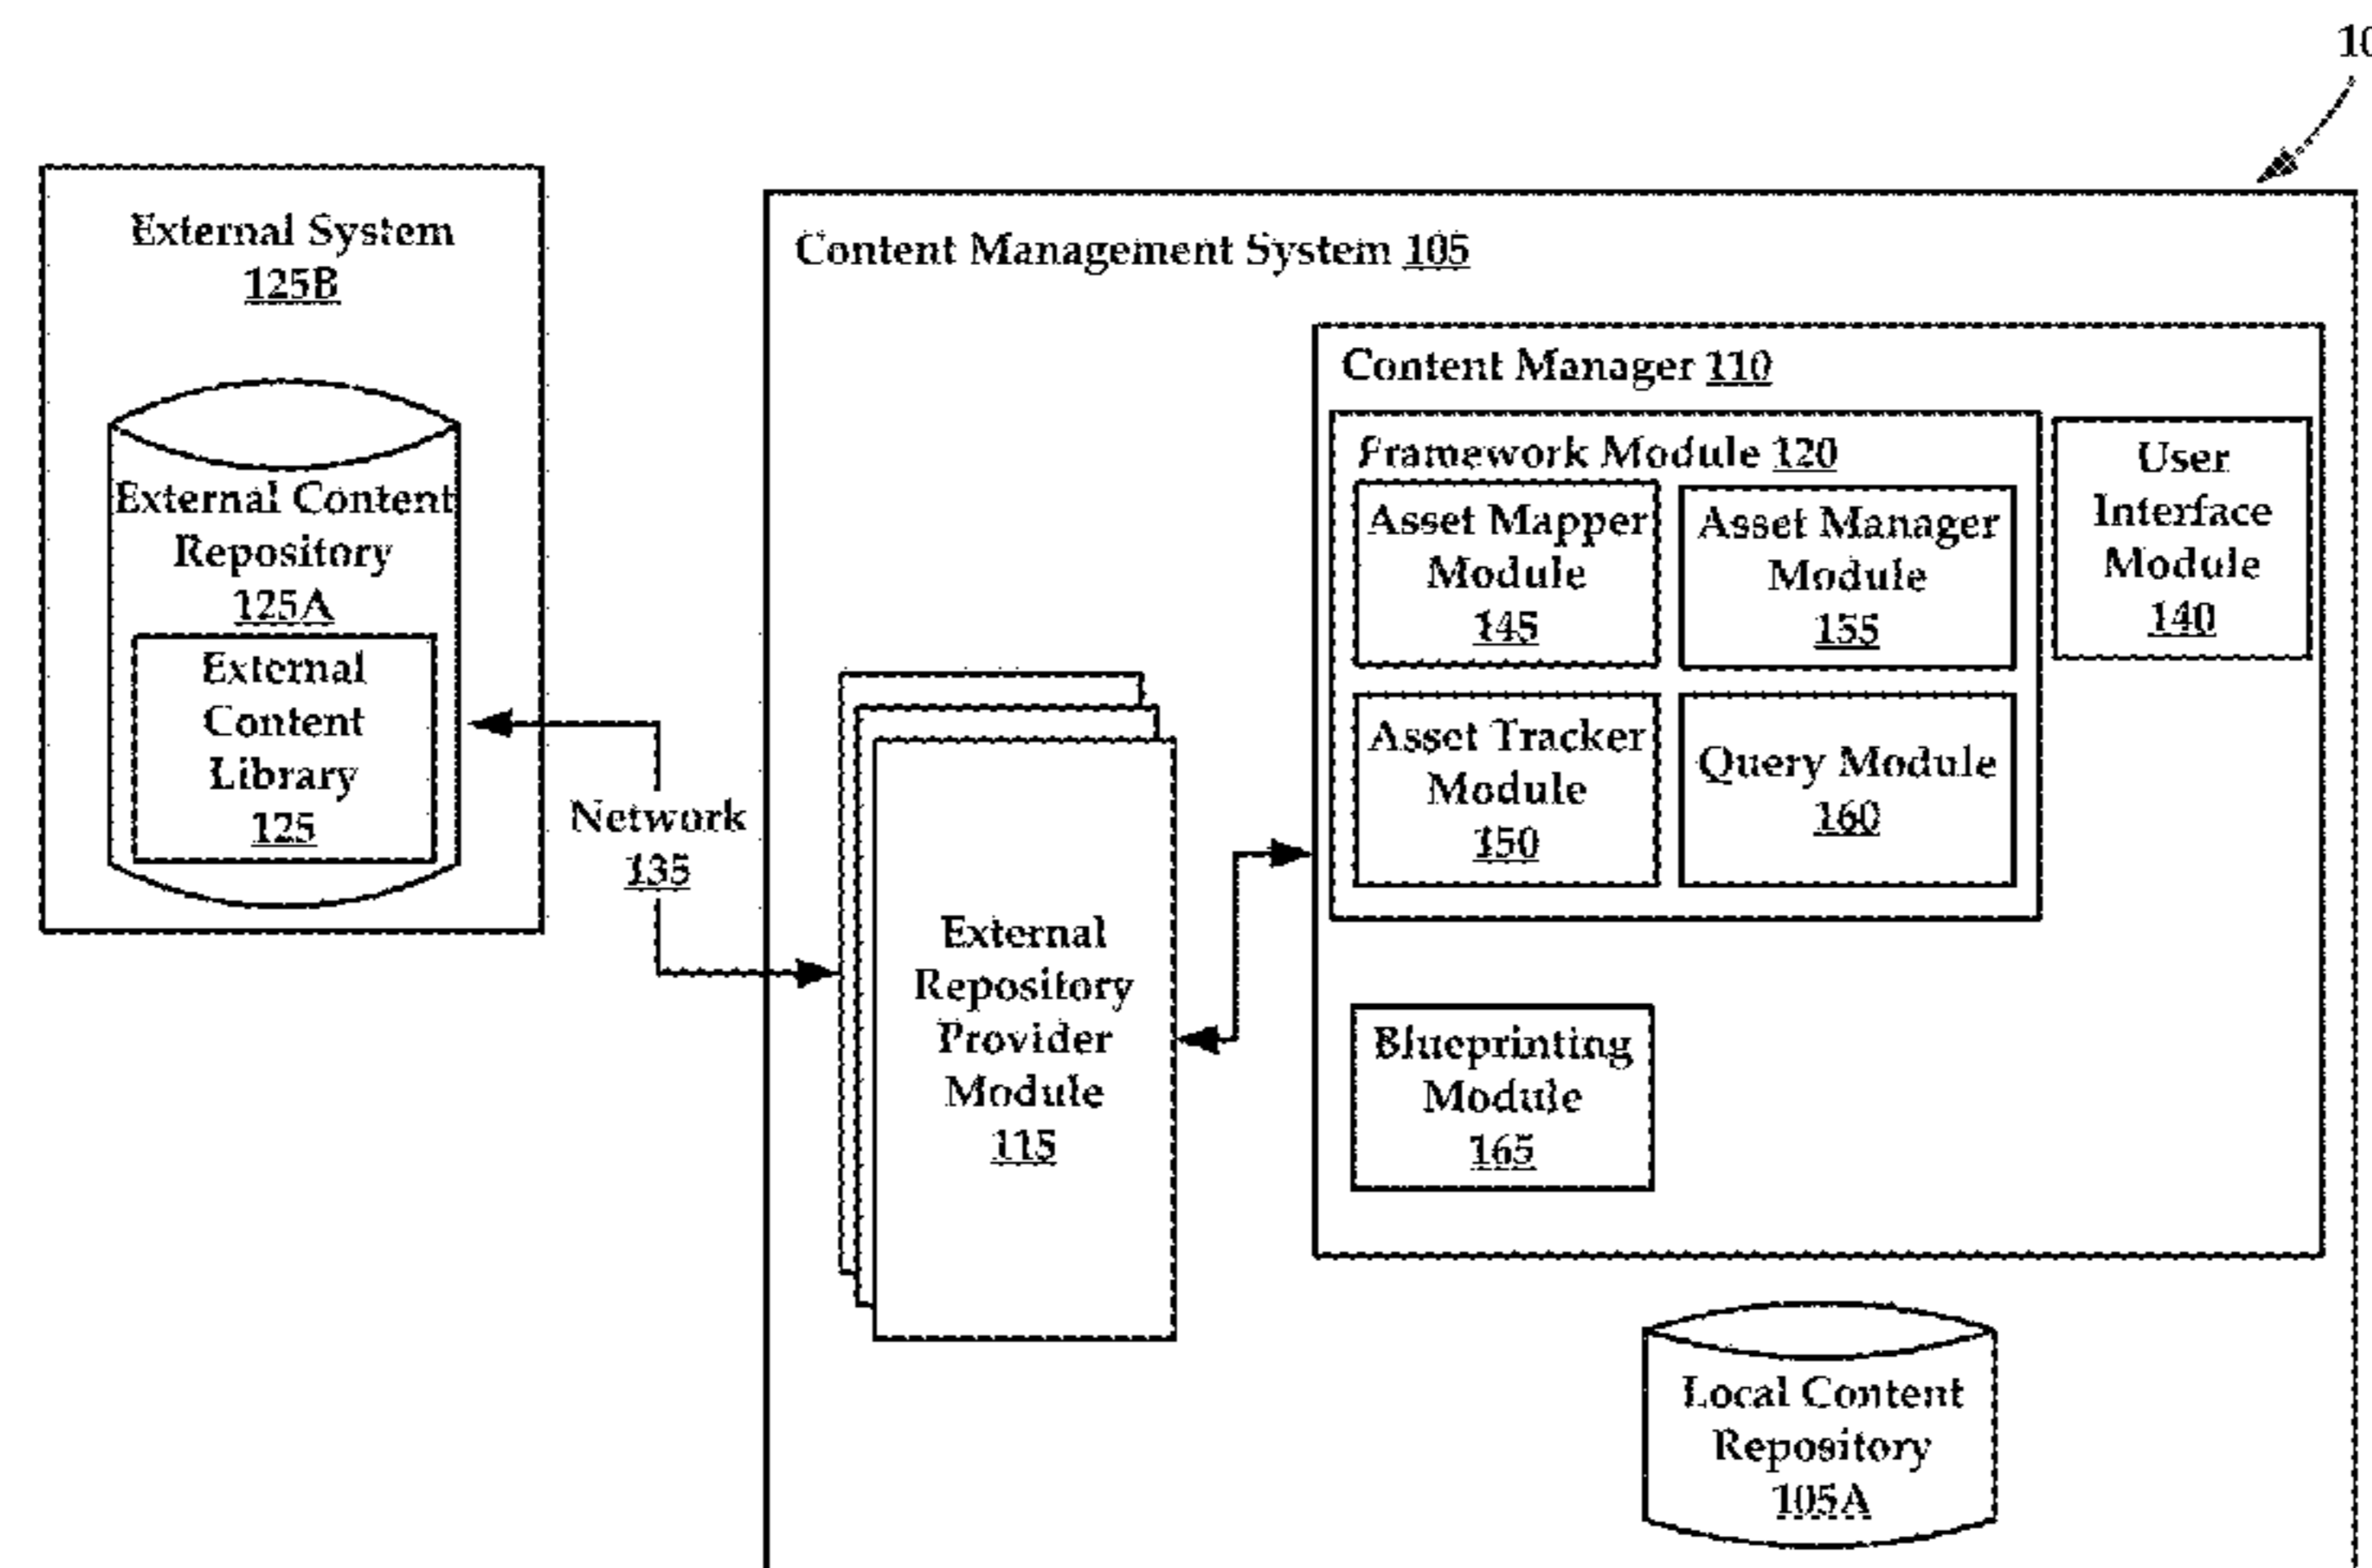 10
External System
125B
Content Management System 105
Content Manager 110
Framework Module 120
Asset Mapper
Module
145
Asset Manager
Module
155
User
Interface
Module
140
External Content
Repository
125A
External
Content
Library
125
Asset Tracker
Module
150
Query Module
160
Network
135
External
Repository
Provider
Module
115
Blueprinting
Module
165
Local Content
Repository
105A